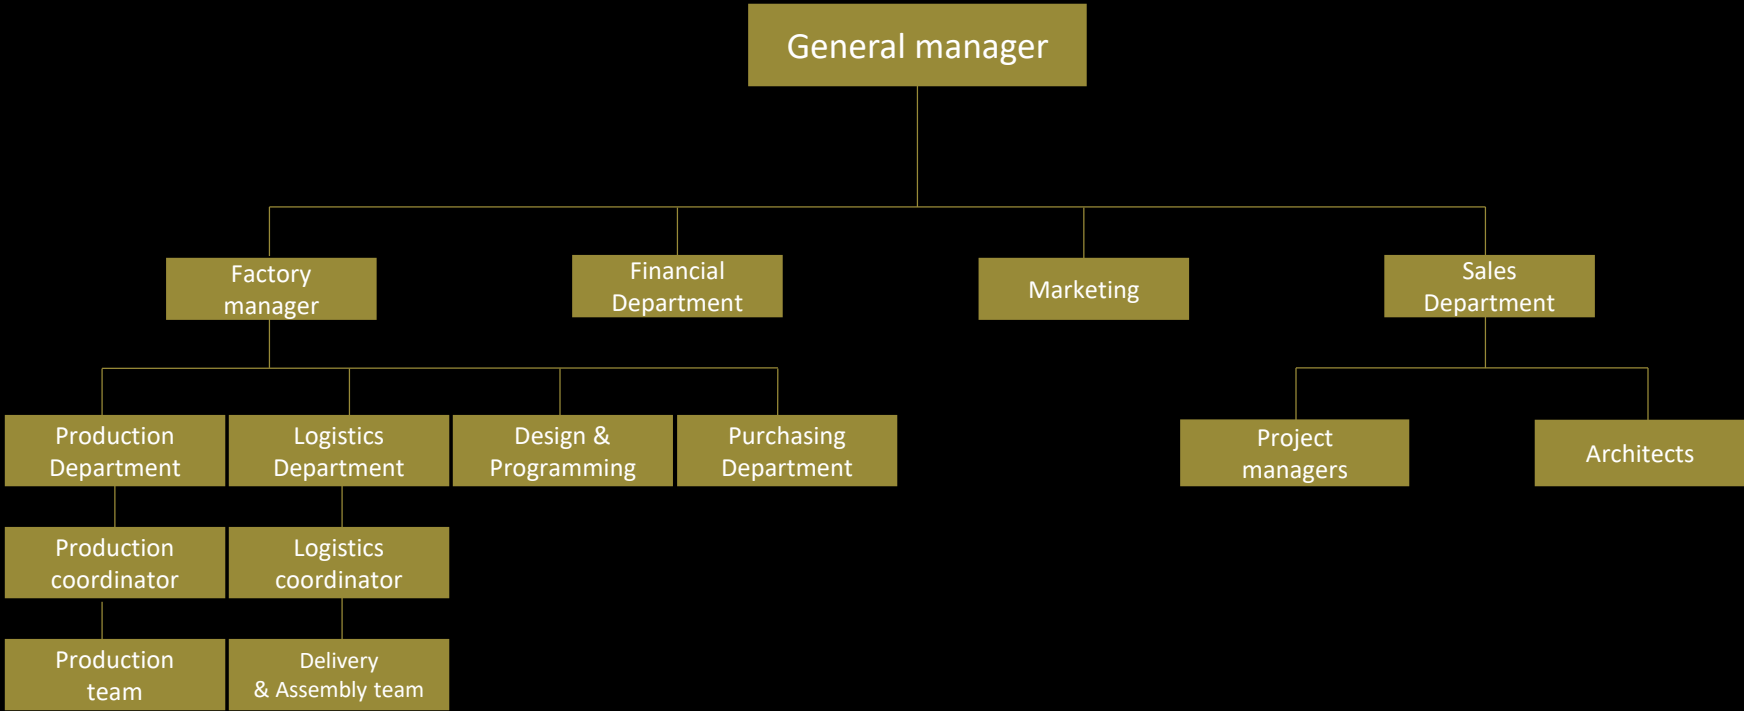 General manager
Factory
manager
Financial
Department
Marketing
Sales
Department
Production
Department
Logistics
Department
Design &
Programming
Purchasing
Department
Project
managers
Architects
Production
coordinator
Logistics
coordinator
Production
team
Delivery
& Assembly team